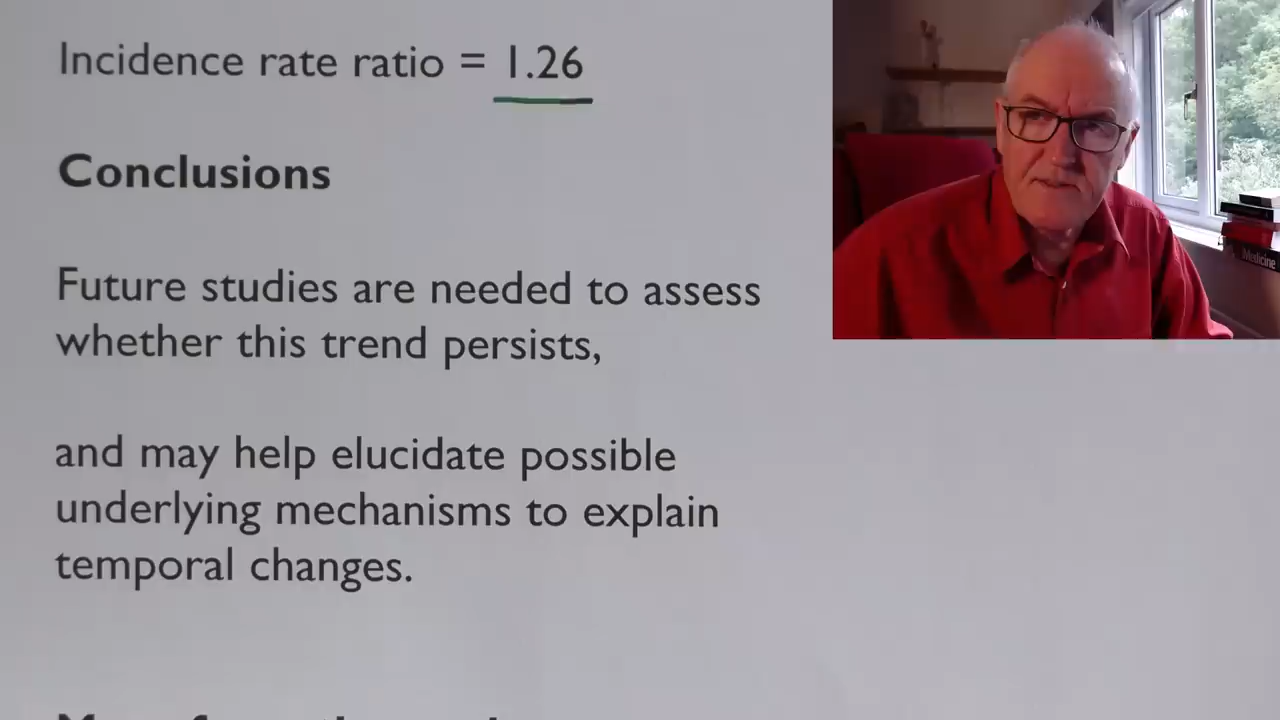 Incidence rate ratio = 1.26
Conclusions
Future studies are needed to assess
whether this trend persists,
and may help elucidate possible
underlying mechanisms to explain
temporal changes.
Medicine